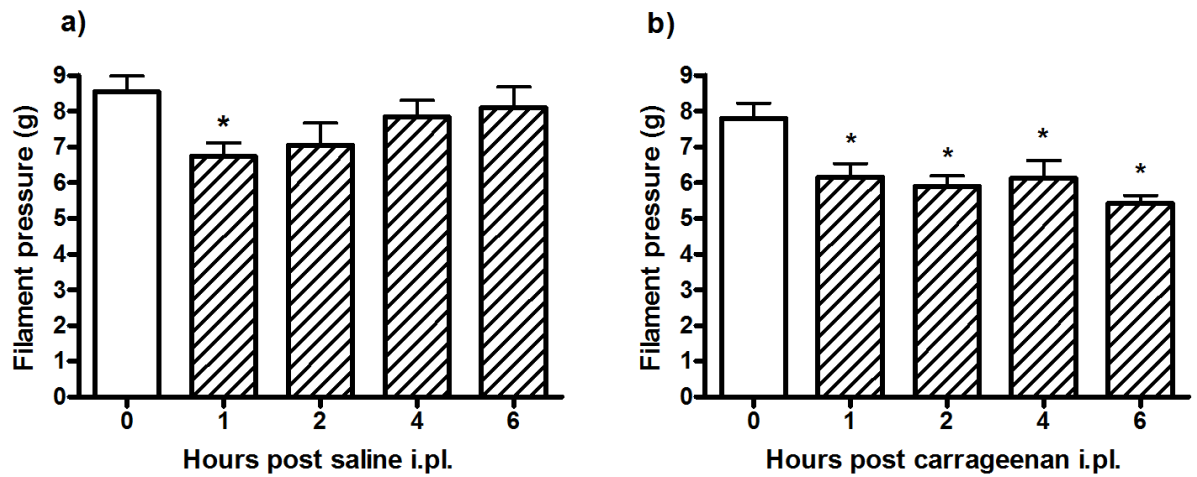 a)
Filament pressure (g)
9
8
7
6
5
4
3
2
1
0
*
0 1 2 4 6
Hours post saline i.pl.
b)
Filament pressure (g)
9
8
7
6
5
4
3
2
1
0
* * * *
0 1 2 4 6
Hours post carrageenan i.pl.